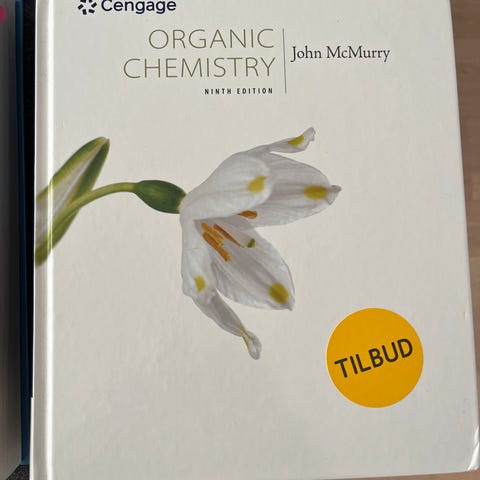 Cengage
ORGANIC
CHEMISTRY
John McMurry
NINTH EDITION
TILBUD